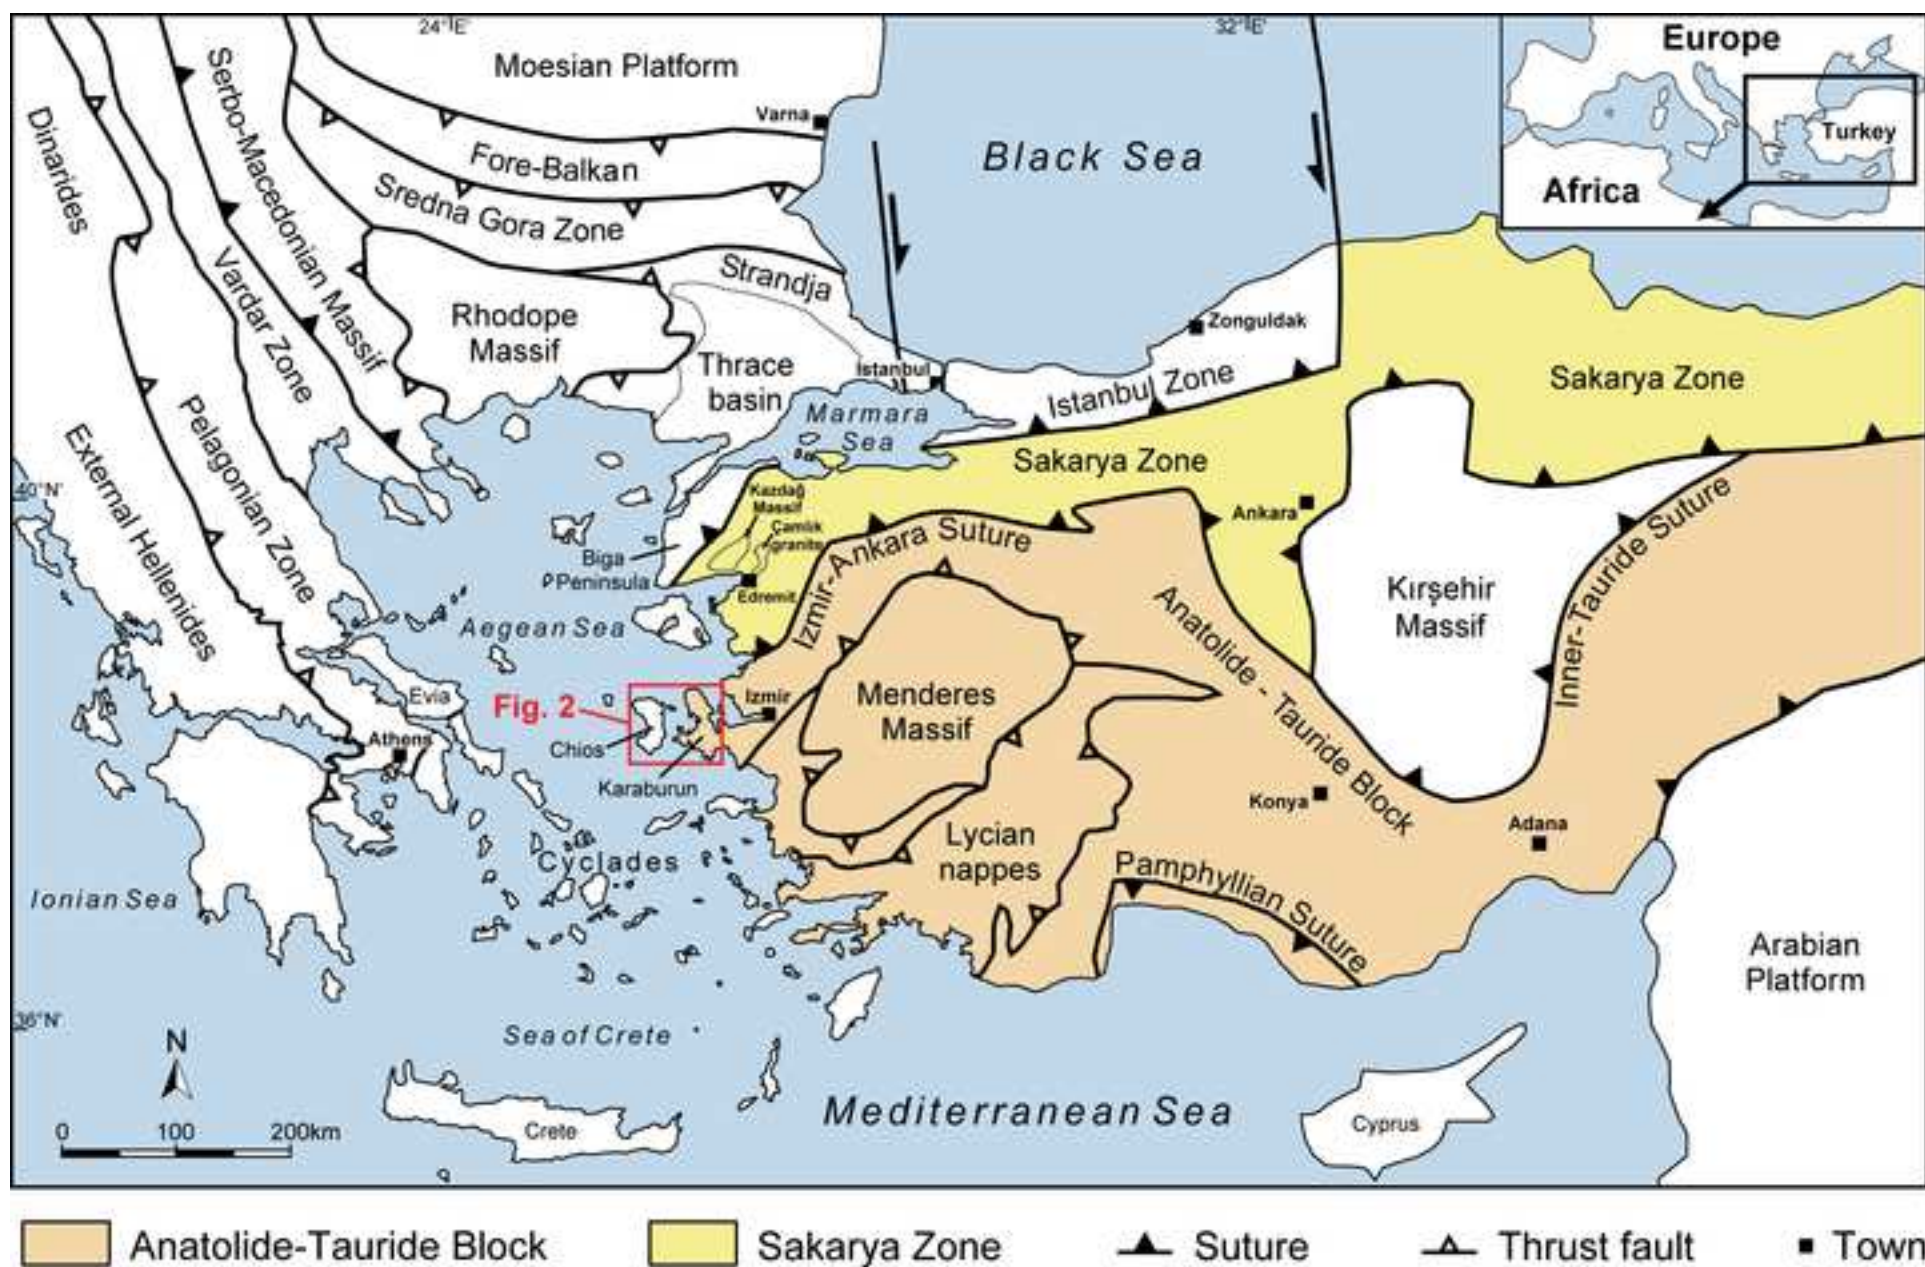 24°E'
32°E'
Europe
Turkey
Africa
Moesian Platform
Varna
Black Sea
Dinarides
Serbo-Macedonian Massif
Fore-Balkan
Sredna Gora Zone
Strandja
Vardar Zone
Rhodope
Massif
Thrace
basin
Istanbul
Zonguldak
Istanbul Zone
Marmara
Sea
Sakarya Zone
Sakarya Zone
Pelagonian Zone
External Hellenides
40°N'
Kazdağ
Massif
Çamlık
granite
Ankara
Biga
Peninsula
Edremit
Izmir-Ankara Suture
Aegean Sea
Kırşehir
Massif
Inner-Tauride Suture
Anatolide - Tauride Block
Evia
Fig. 2
Izmir
Menderes
Massif
Athens
Chios
Karaburun
Konya
Adana
Lycian
nappes
Cyclades
Pamphyllian Suture
Ionian Sea
Arabian
Platform
36°N'
Sea of Crete
N
Mediterranean Sea
0 100 200km
Crete
Cyprus
Anatolide-Tauride Block
Sakarya Zone
Suture
Thrust fault
Town